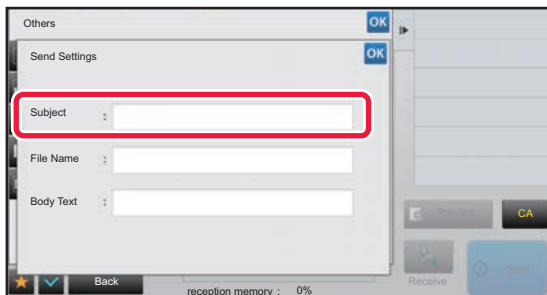 Others OK
Send Settings OK
Subject :
File Name :
Body Text :
Preview CA
Back
reception memory : 0%
Receive Start